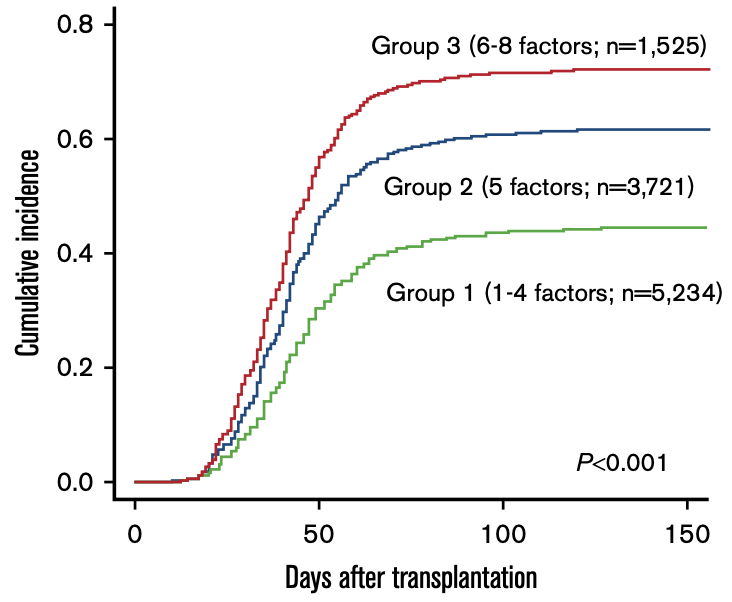 0.8
Group 3 (6-8 factors; n=1,525)
0.6
Group 2 (5 factors; n=3,721)
Cumulative incidence
0.4
Group 1 (1-4 factors; n=5,234)
0.2
P<0.001
0.0
0 50 100 150
Days after transplantation